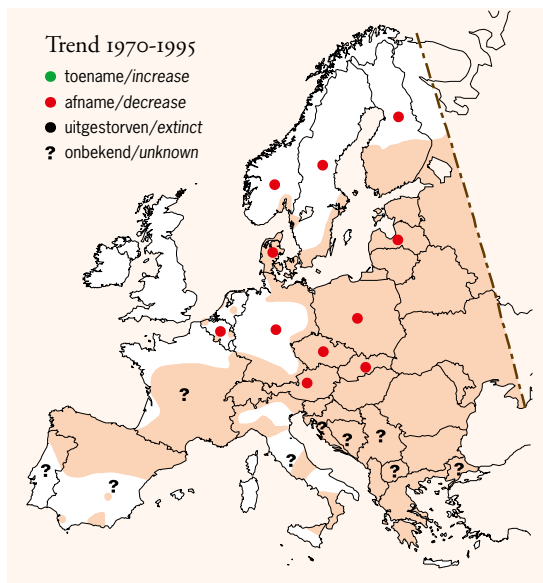 Trend 1970-1995
toename/increase
afname/decrease
uitgestorven/extinct
? onbekend/unknown
?
?
?
?
?
?
?
?
?